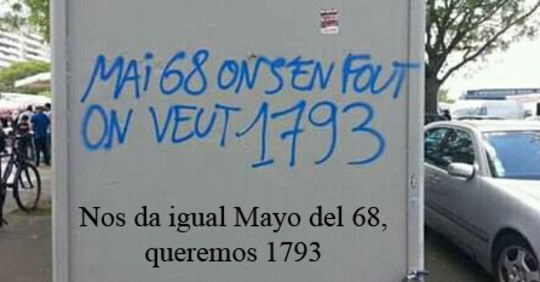 MAi 68 ON S'EN FOUT
ON VEUT 1793
Nos da igual Mayo del 68,
queremos 1793